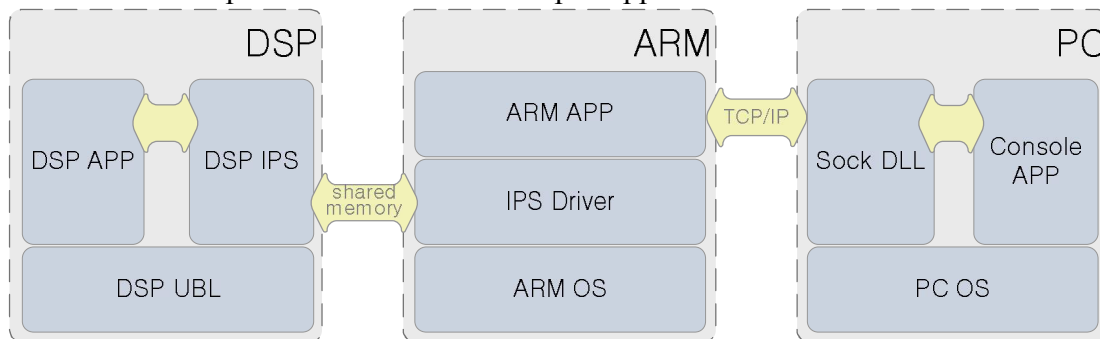 DSP
ARM
PC
DSP APP
DSP IPS
shared
memory
ARM APP
IPS Driver
TCP/IP
Sock DLL
Console
APP
DSP UBL
ARM OS
PC OS